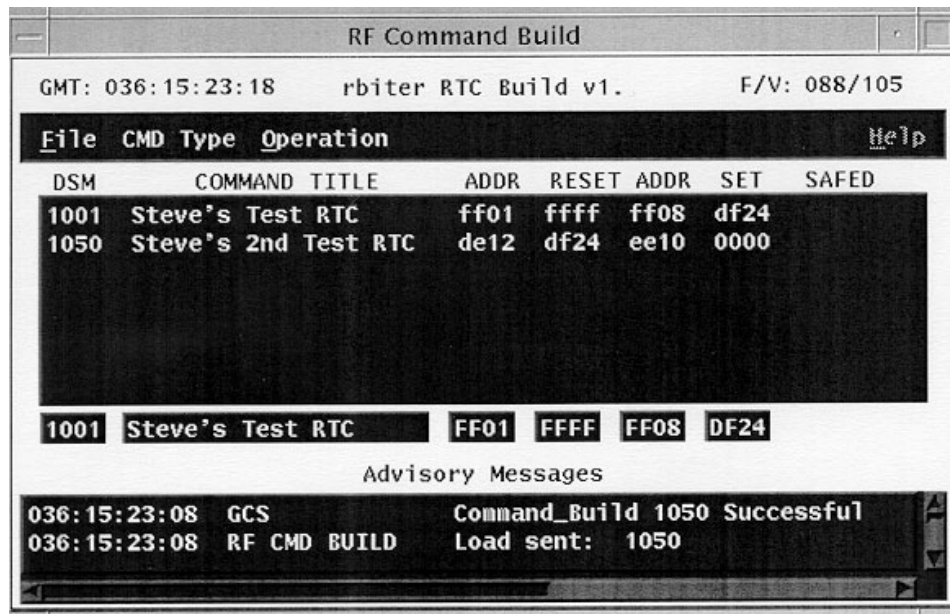 RF Command Build
GMT: 036:15:23:18 rbiter RTC Build v1. F/V: 088/105
File CMD Type Operation Help
DSM COMMAND TITLE ADDR RESET ADDR SET SAFED
1001 Steve's Test RTC ff01 ffff ff08 df24
1050 Steve's 2nd Test RTC de12 df24 ee10 0000
1001 Steve's Test RTC FF01 FFFF FF08 DF24
Advisory Messages
036:15:23:08 GCS Command_Build 1050 Successful
036:15:23:08 RF CMD BUILD Load sent: 1050